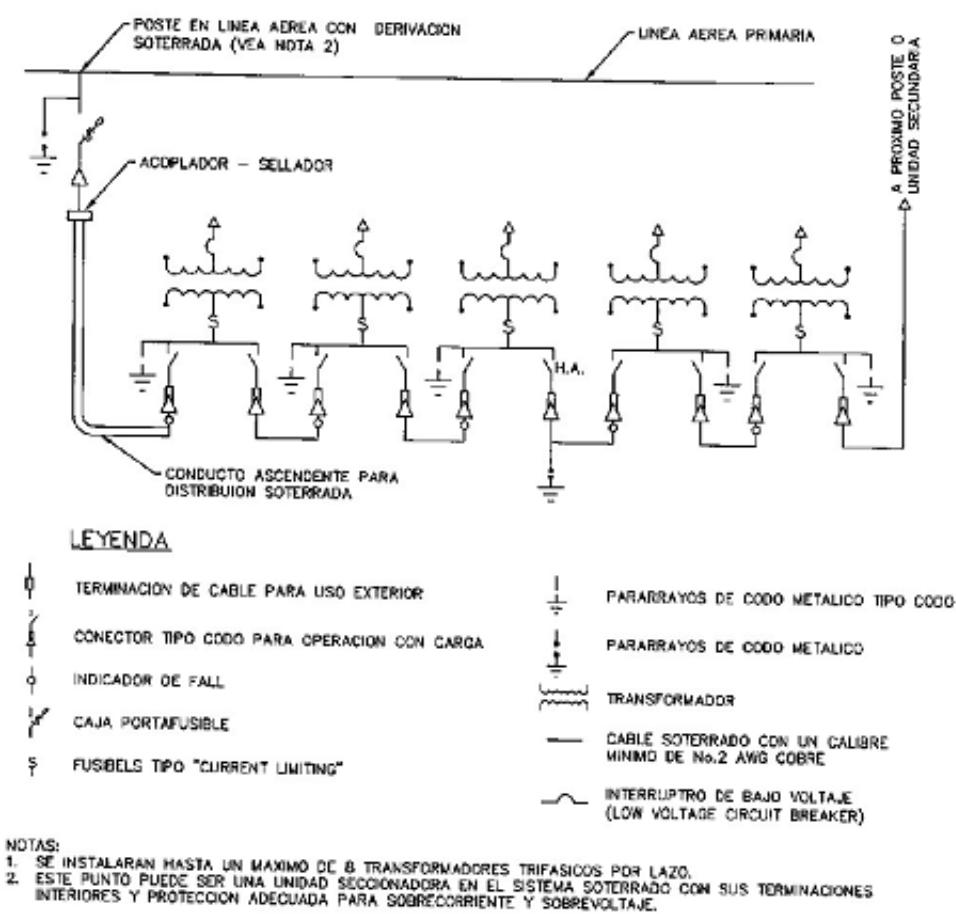 POSTE EN LINEA AEREA CON DERIVACION
SOTERRADA (VEA NOTA 2)
LINEA AEREA PRIMARIA
A PROXIMO POSTE O
UNIDAD SECUNDARIA
ACOPLADOR - SELLADOR
S
S
S
S
S
H.A.
CONDUCTO ASCENDENTE PARA
DISTRIBUION SOTERRADA
LEYENDA
TERMINACION DE CABLE PARA USO EXTERIOR
CONECTOR TIPO CODO PARA OPERACION CON CARGA
INDICADOR DE FALL
CAJA PORTAFUSIBLE
S
FUSIBELS TIPO "CURRENT LIMITING"
PARARRAYOS DE CODO METALICO TIPO CODO
PARARRAYOS DE CODO METALICO
TRANSFORMADOR
CABLE SOTERRADO CON UN CALIBRE
MINIMO DE No.2 AWG COBRE
INTERRUPTRO DE BAJO VOLTAJE
(LOW VOLTAGE CIRCUIT BREAKER)
NOTAS:
1. SE INSTALARAN HASTA UN MAXIMO DE 8 TRANSFORMADORES TRIFASICOS POR LAZO.
2. ESTE PUNTO PUEDE SER UNA UNIDAD SECCIONADORA EN EL SISTEMA SOTERRADO CON SUS TERMINACIONES
INTERIORES Y PROTECCION ADECUADA PARA SOBRECORRIENTE Y SOBREVOLTAJE.